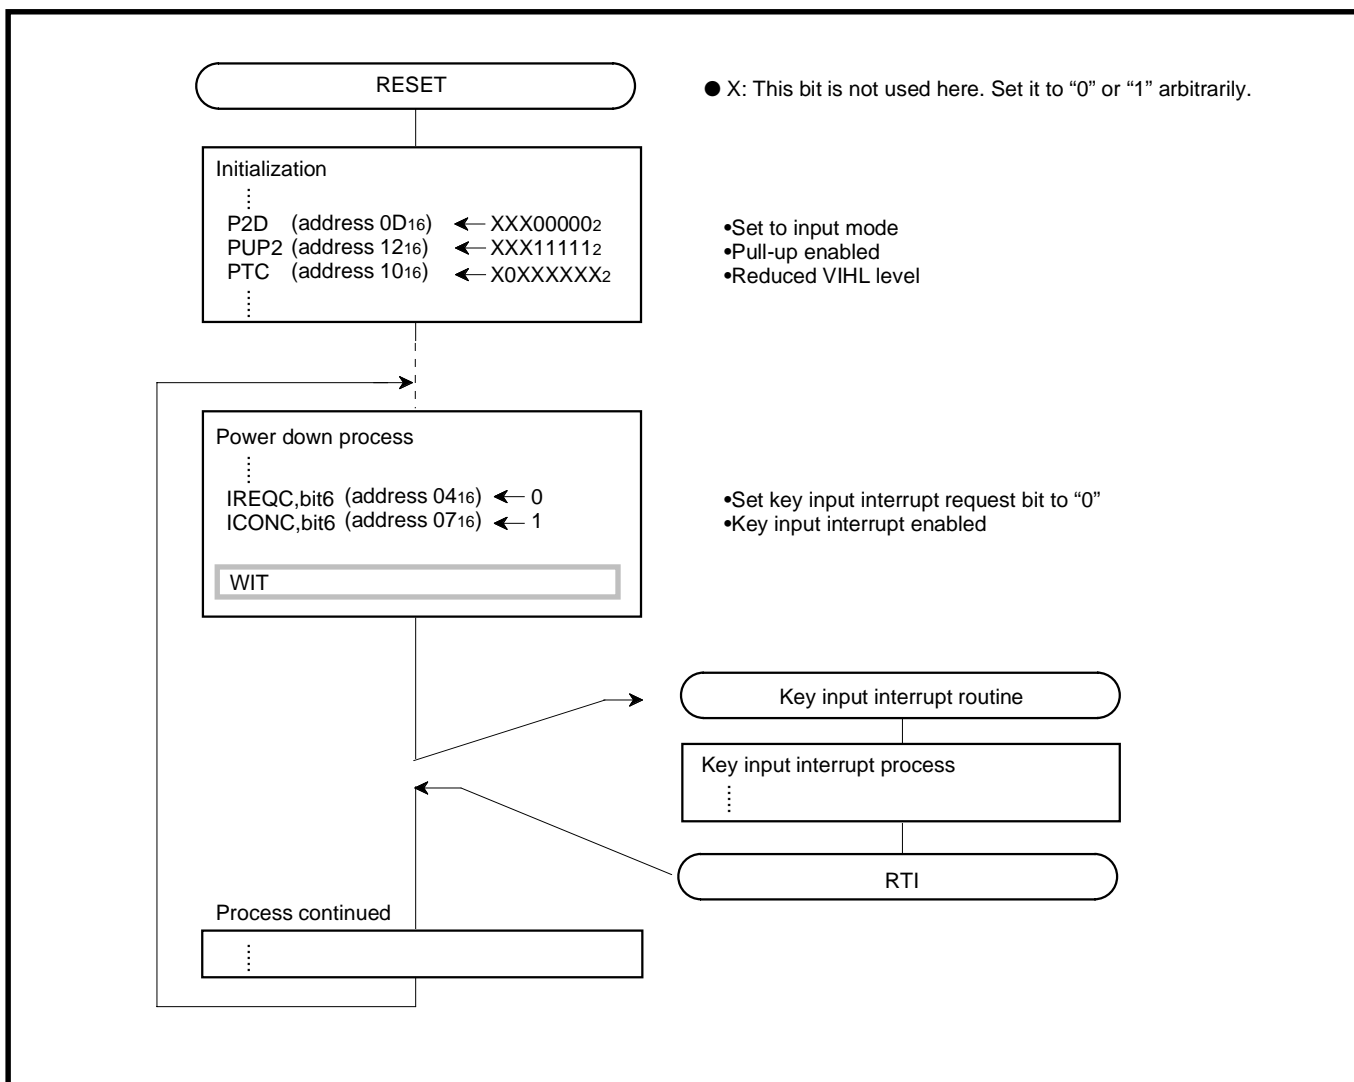 RESET
● X: This bit is not used here. Set it to “0” or “1” arbitrarily.
Initialization
P2D (address 0D16) ← XXX000002
PUP2 (address 1216) ← XXX111112
PTC (address 1016) ← X0XXXXXX2
•Set to input mode
•Pull-up enabled
•Reduced VIHL level
Power down process
IREQC,bit6 (address 0416) ← 0
ICONC,bit6 (address 0716) ← 1
•Set key input interrupt request bit to “0”
•Key input interrupt enabled
WIT
Key input interrupt routine
Key input interrupt process
RTI
Process continued